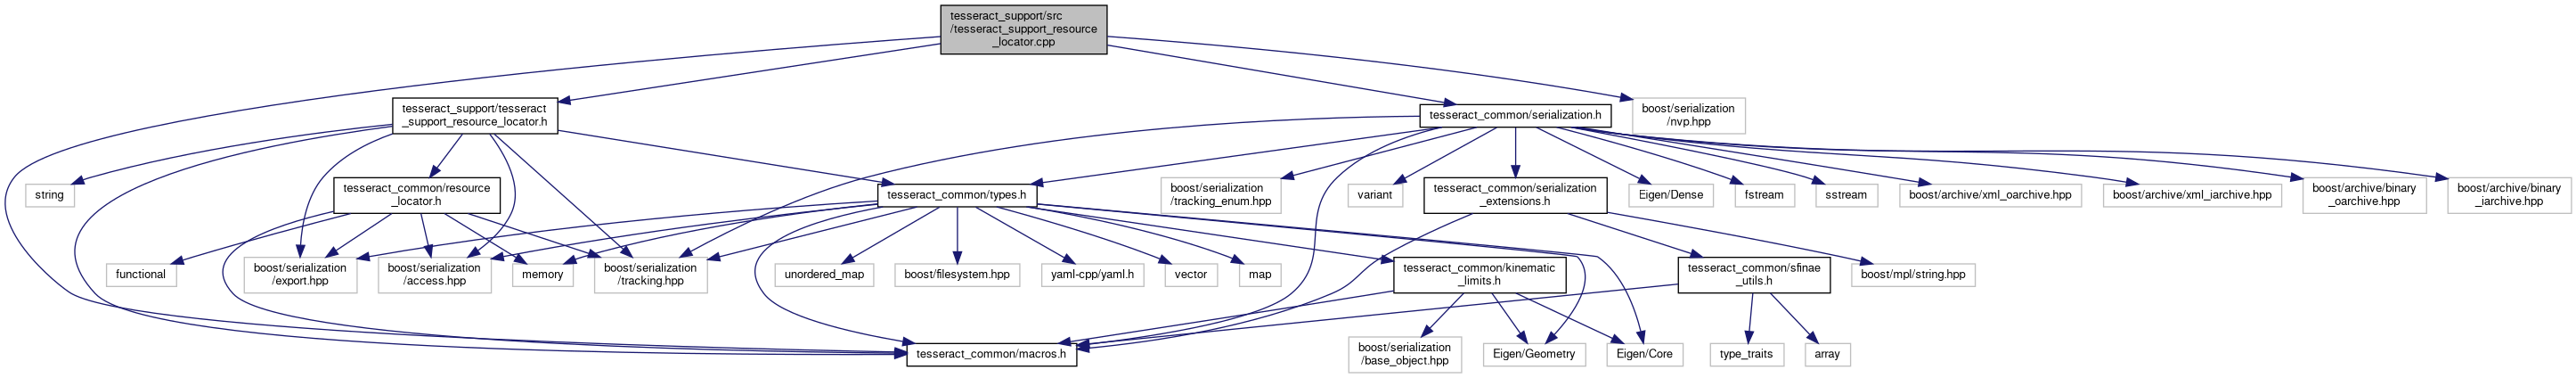 tesseract_support/src
/tesseract_support_resource
_locator.cpp
tesseract_support/tesseract
_support_resource_locator.h
tesseract_common/serialization.h
boost/serialization
/nvp.hpp
string
tesseract_common/resource
_locator.h
tesseract_common/types.h
boost/serialization
/tracking_enum.hpp
variant
tesseract_common/serialization
_extensions.h
Eigen/Dense
fstream
sstream
boost/archive/xml_oarchive.hpp
boost/archive/xml_iarchive.hpp
boost/archive/binary
_oarchive.hpp
boost/archive/binary
_iarchive.hpp
functional
boost/serialization
/export.hpp
boost/serialization
/access.hpp
memory
boost/serialization
/tracking.hpp
unordered_map
boost/filesystem.hpp
yaml-cpp/yaml.h
vector
map
tesseract_common/kinematic
_limits.h
tesseract_common/sfinae
_utils.h
boost/mpl/string.hpp
tesseract_common/macros.h
boost/serialization
/base_object.hpp
Eigen/Geometry
Eigen/Core
type_traits
array